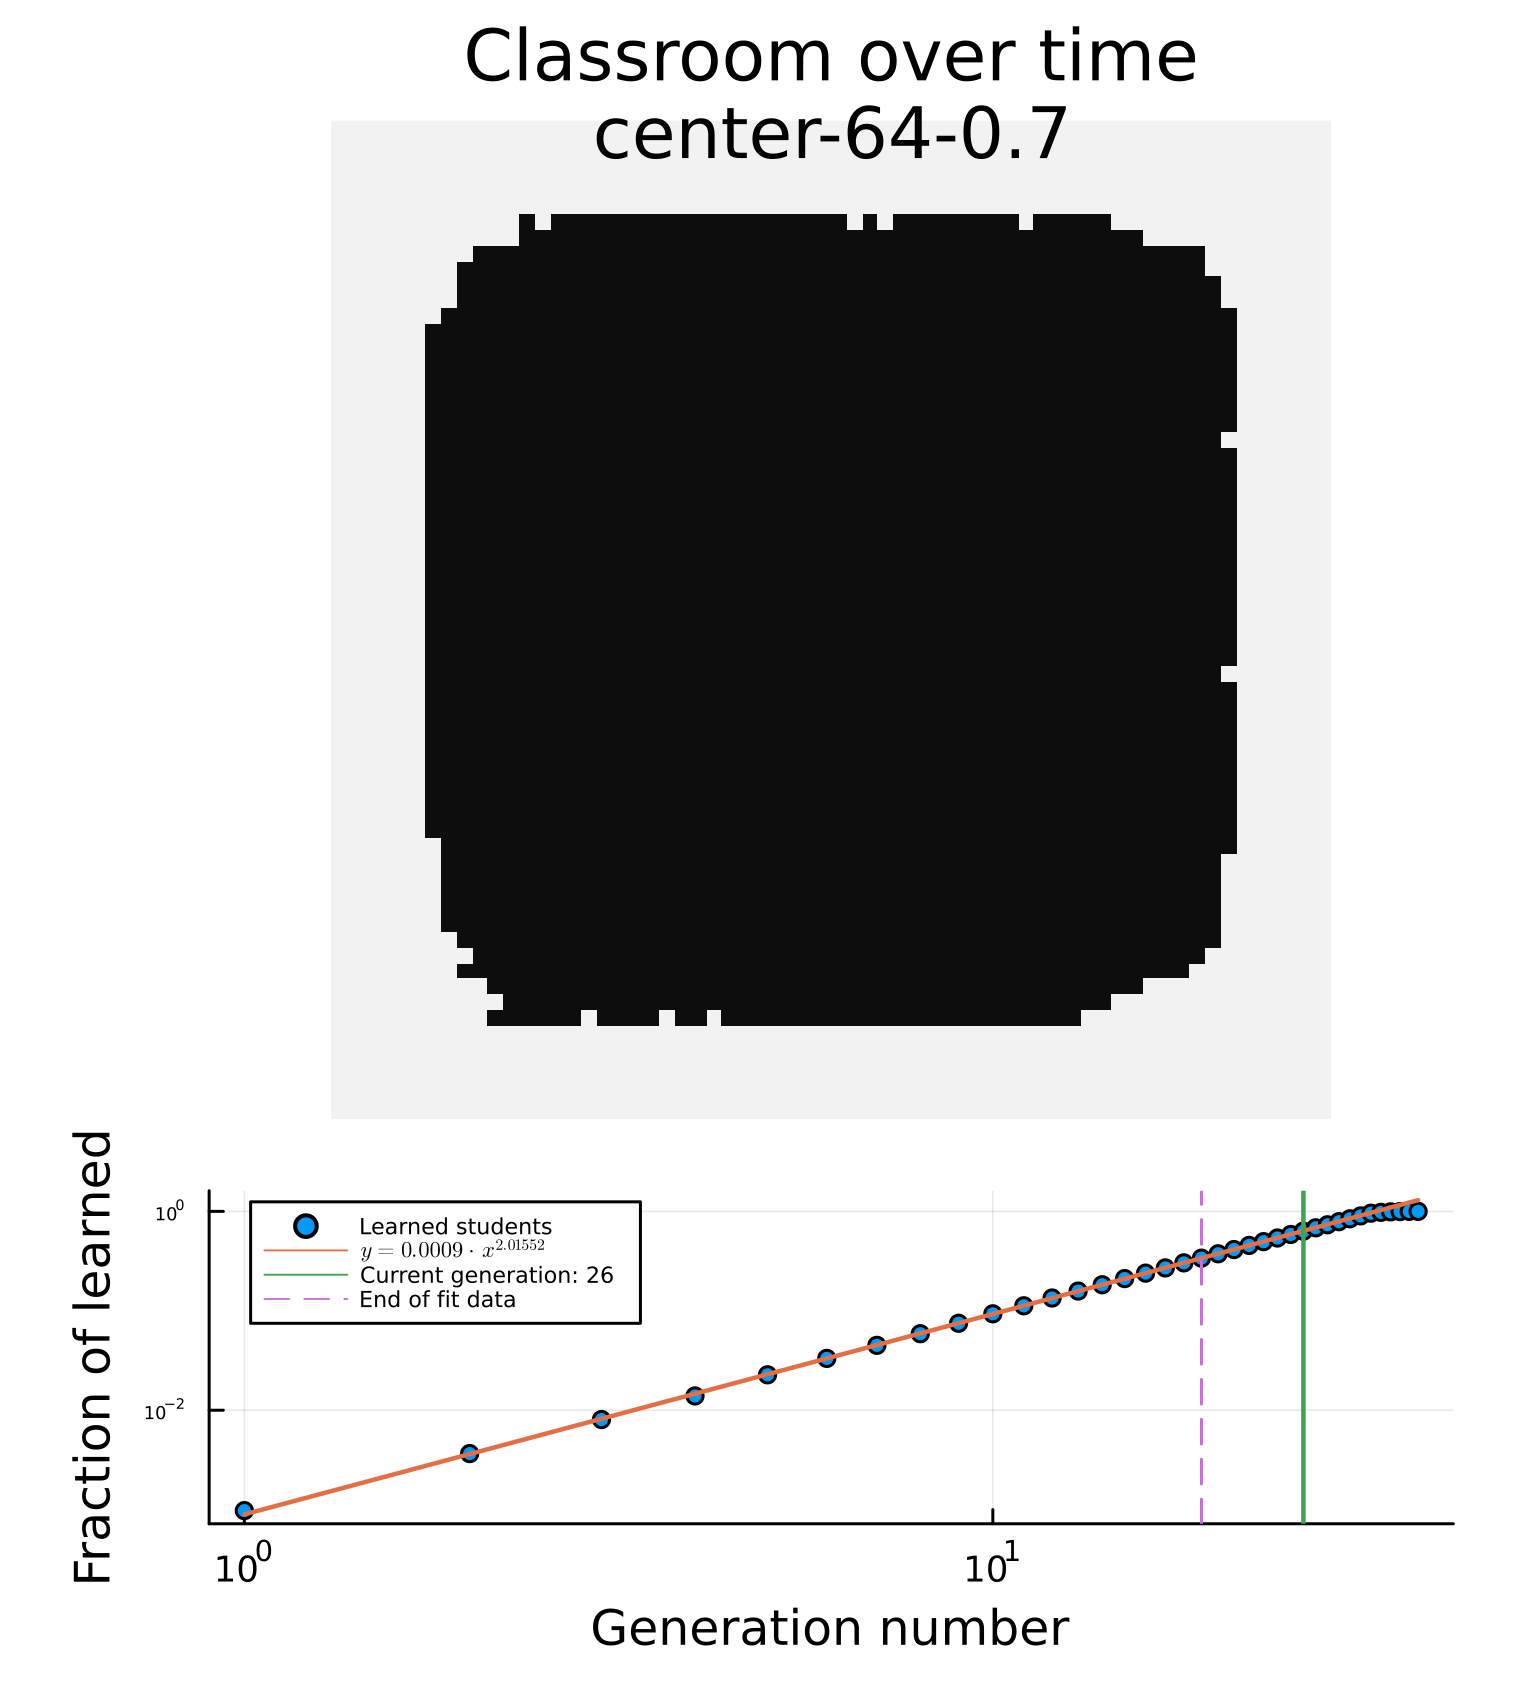 Classroom over time
center-64-0.7
Fraction of learned
10⁰
10⁻²
Learned students
y = 0.0009 · x^{2.01552}
Current generation: 26
End of fit data
10⁰
10¹
Generation number